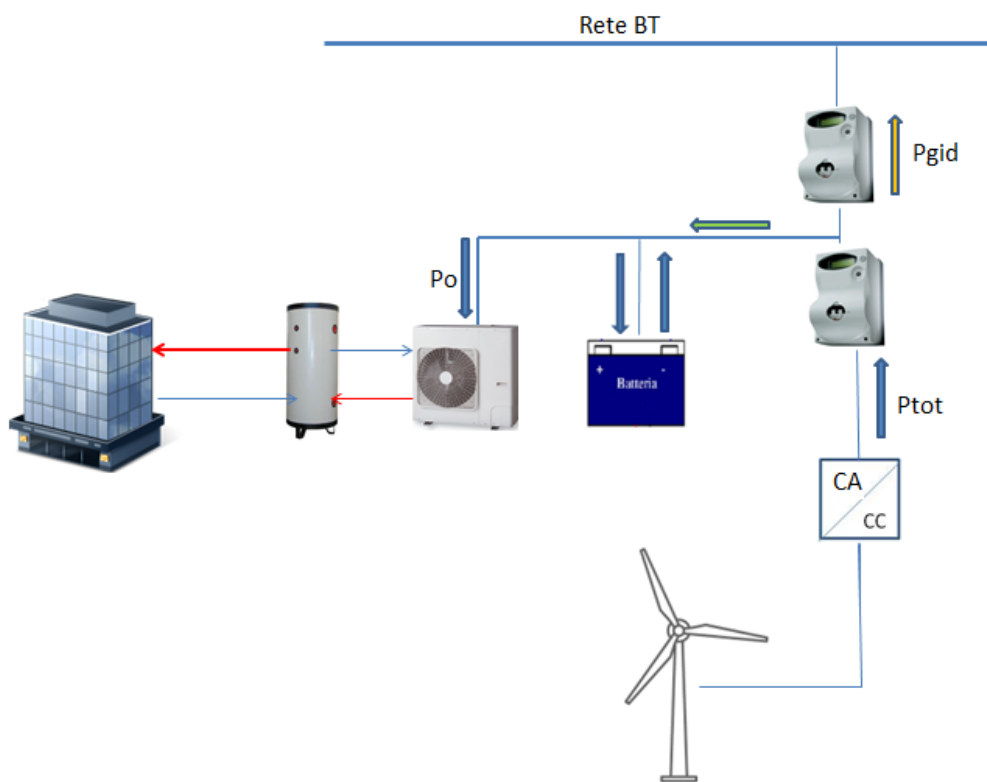 Rete BT
Pgid
Po
+ -
Batteria
Ptot
CA
CC